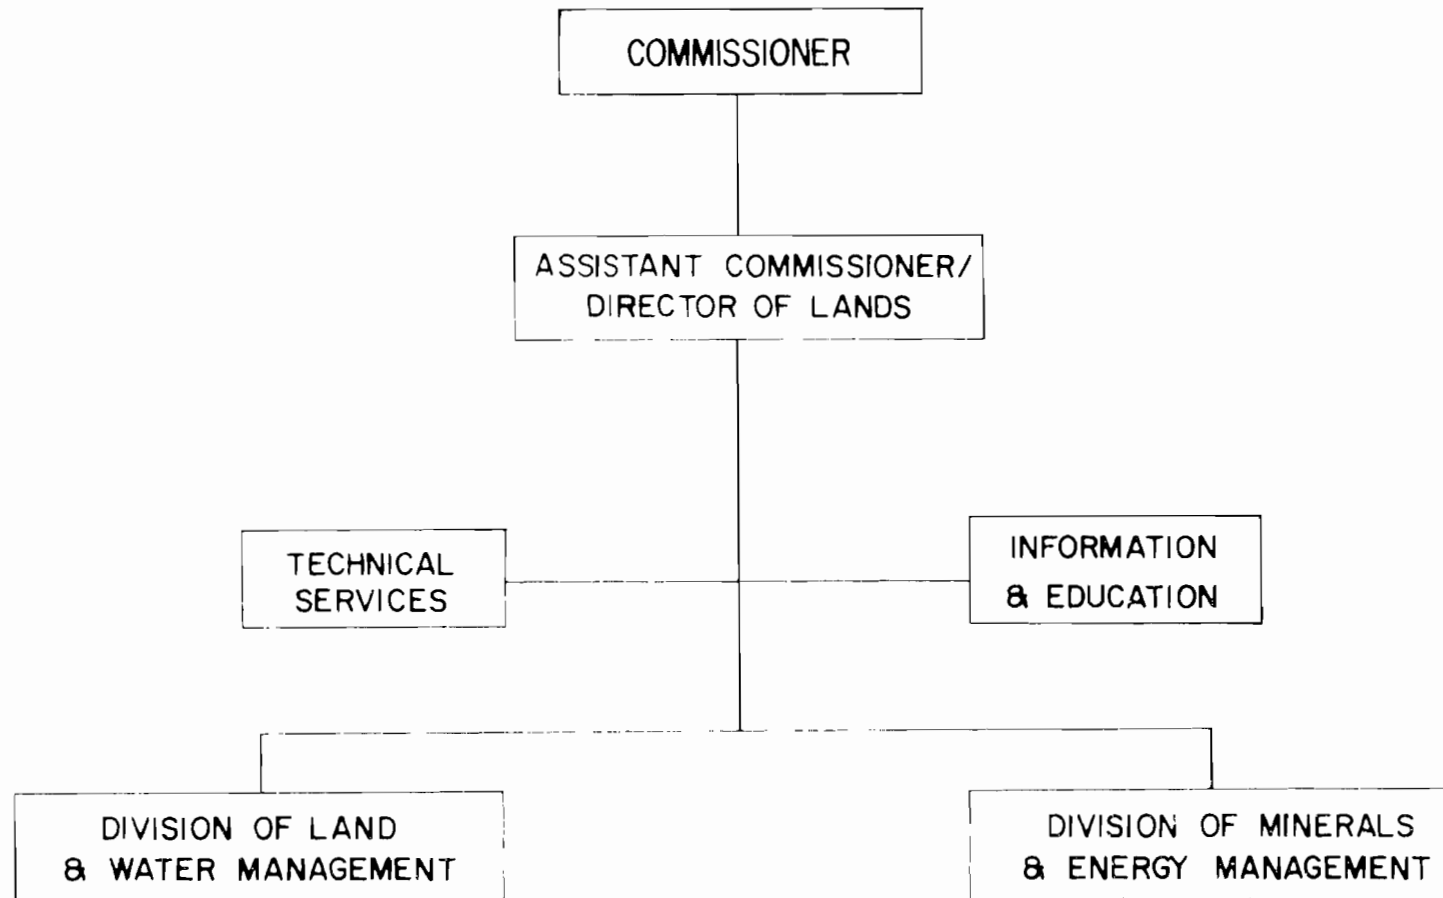 COMMISSIONER
ASSISTANT COMMISSIONER/
DIRECTOR OF LANDS
TECHNICAL
SERVICES
INFORMATION
& EDUCATION
DIVISION OF LAND
& WATER MANAGEMENT
DIVISION OF MINERALS
& ENERGY MANAGEMENT